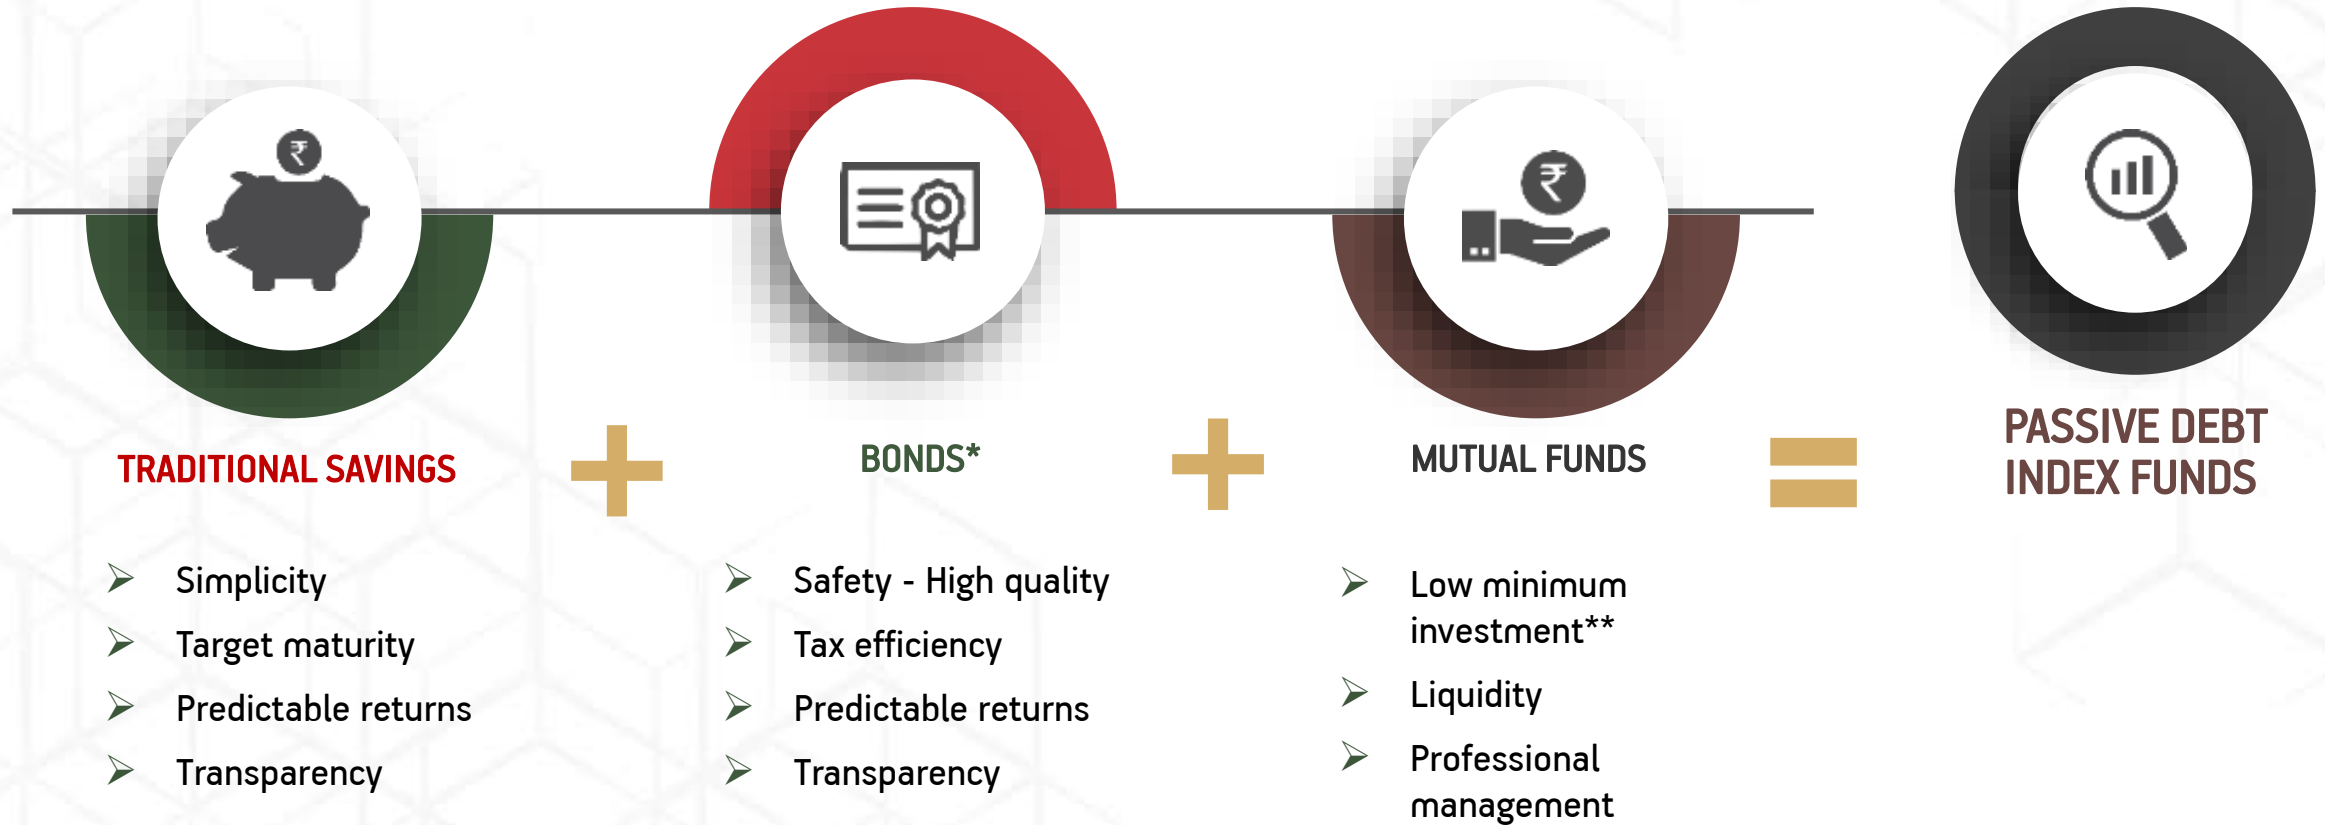 ₹
₹
TRADITIONAL SAVINGS
Simplicity
Target maturity
Predictable returns
Transparency
BONDS*
Safety - High quality
Tax efficiency
Predictable returns
Transparency
MUTUAL FUNDS
Low minimum
investment**
Liquidity
Professional
management
PASSIVE DEBT
INDEX FUNDS